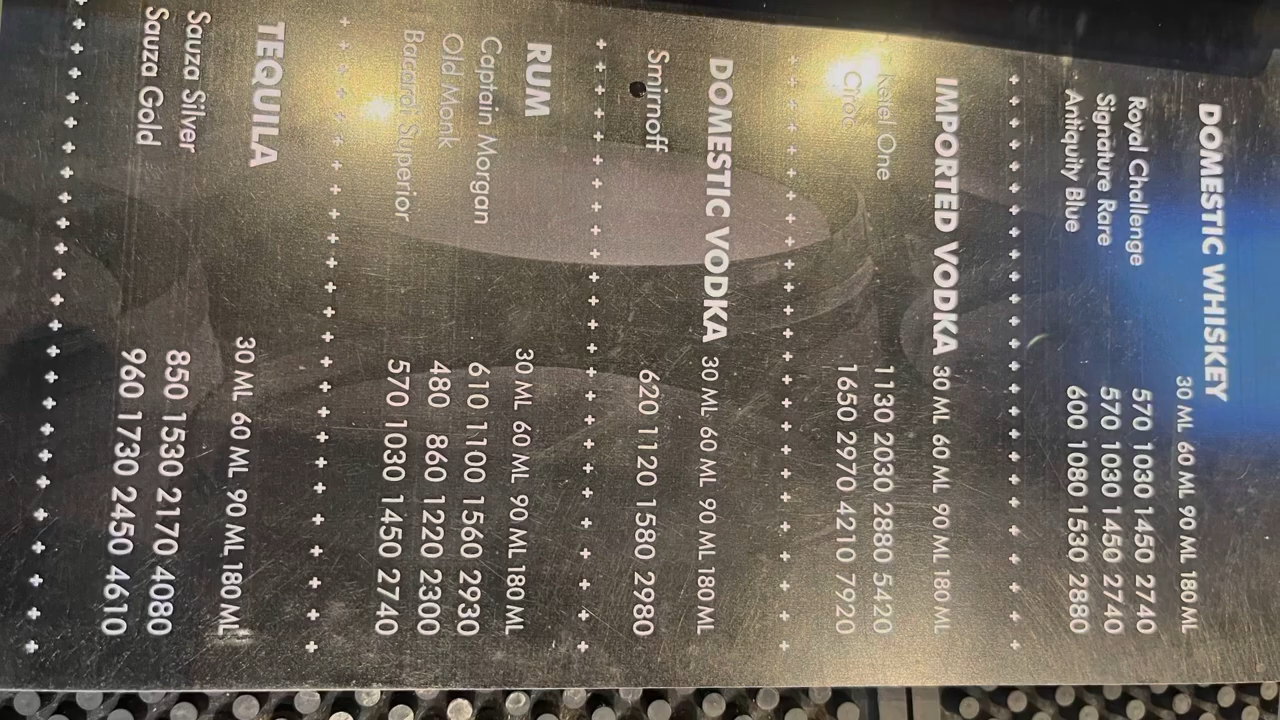 DOMESTIC WHISKEY
30 ML 60 ML 90 ML 180 ML
Royal Challenge 570 1030 1450 2740
Signature Rare 570 1030 1450 2740
Antiquity Blue 600 1080 1530 2880
IMPORTED VODKA 30 ML 60 ML 90 ML 180 ML
Ketel One 1130 2030 2880 5420
Ciroc 1650 2970 4210 7920
DOMESTIC VODKA 30 ML 60 ML 90 ML 180 ML
Smirnoff 620 1120 1580 2980
RUM 30 ML 60 ML 90 ML 180 ML
Captain Morgan 610 1100 1560 2930
Old Monk 480 860 1220 2300
Bacardi Superior 570 1030 1450 2740
TEQUILA 30 ML 60 ML 90 ML 180 ML
Sauza Silver 850 1530 2170 4080
Sauza Gold 960 1730 2450 4610